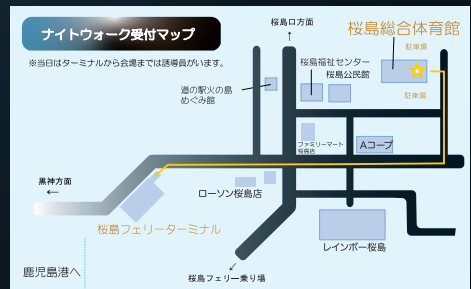 ナイトウォーク受付マップ
※当日はターミナルから会場までは誘導員がいます。
桜島口方面
↑
桜島総合体育館
駐車場
桜島福祉センター
桜島公民館
道の駅火の島
めぐみ館
駐車場
ファミリーマート
桜島店
Aコープ
黒神方面
←
ローソン桜島店
桜島フェリーターミナル
レインボー桜島
鹿児島港へ
↙
桜島フェリー乗り場